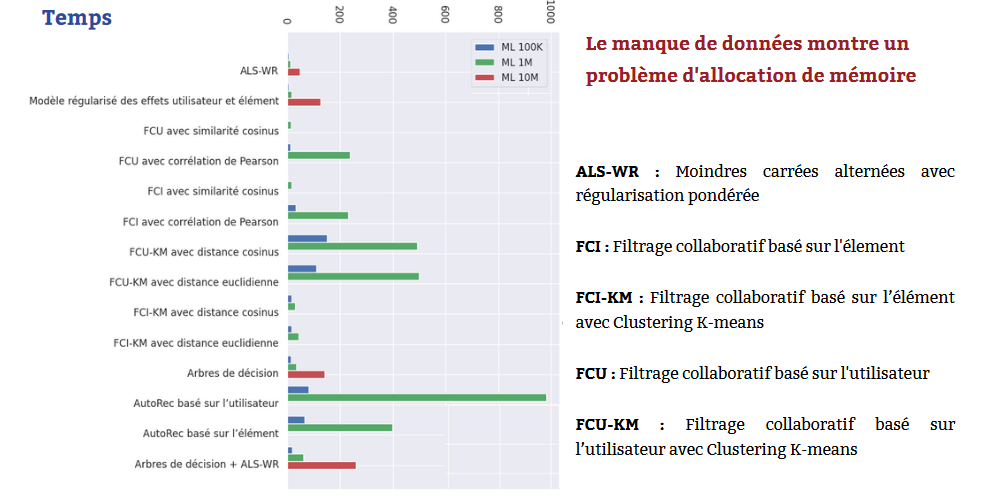 Temps
0
200
400
600
800
1000
ML 100K
ML 1M
ML 10M
ALS-WR
Modèle régularisé des effets utilisateur et élément
FCU avec similarité cosinus
FCU avec corrélation de Pearson
FCI avec similarité cosinus
FCI avec corrélation de Pearson
FCU-KM avec distance cosinus
FCU-KM avec distance euclidienne
FCI-KM avec distance cosinus
FCI-KM avec distance euclidienne
Arbres de décision
AutoRec basé sur l’utilisateur
AutoRec basé sur l’élément
Arbres de décision + ALS-WR
Le manque de données montre un
problème d'allocation de mémoire
ALS-WR : Moindres carrées alternées avec
régularisation pondérée
FCI : Filtrage collaboratif basé sur l'élement
FCI-KM : Filtrage collaboratif basé sur l’élément
avec Clustering K-means
FCU : Filtrage collaboratif basé sur l'utilisateur
FCU-KM : Filtrage collaboratif basé sur
l’utilisateur avec Clustering K-means